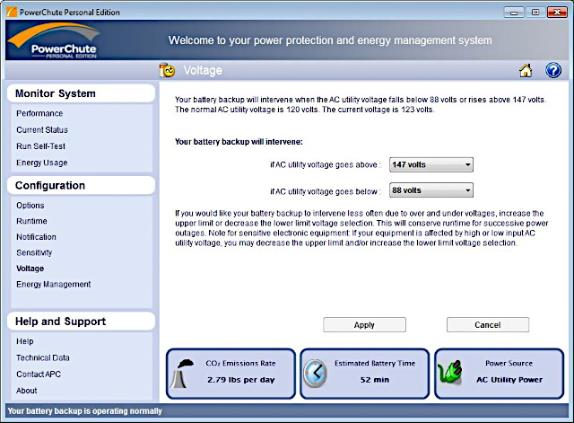 PowerChute Personal Edition
PowerChute
PERSONAL EDITION
Welcome to your power protection and energy management system
Voltage
Monitor System
Performance
Current Status
Run Self-Test
Energy Usage
Configuration
Options
Runtime
Notification
Sensitivity
Voltage
Energy Management
Help and Support
Help
Technical Data
Contact APC
About
Your battery backup will intervene when the AC utility voltage falls below 88 volts or rises above 147 volts.
The normal AC utility voltage is 120 volts. The current voltage is 123 volts.
Your battery backup will intervene:
if AC utility voltage goes above: 147 volts
if AC utility voltage goes below: 88 volts
If you would like your battery backup to intervene less often due to over and under voltages, increase the
upper limit or decrease the lower limit voltage selection. This will conserve runtime for successive power
outages. Note for sensitive electronic equipment: If your equipment is affected by high or low input AC
utility voltage, you may decrease the upper limit and/or increase the lower limit voltage selection.
Apply
Cancel
CO₂ Emissions Rate
2.79 lbs per day
Estimated Battery Time
52 min
Power Source
AC Utility Power
Your battery backup is operating normally